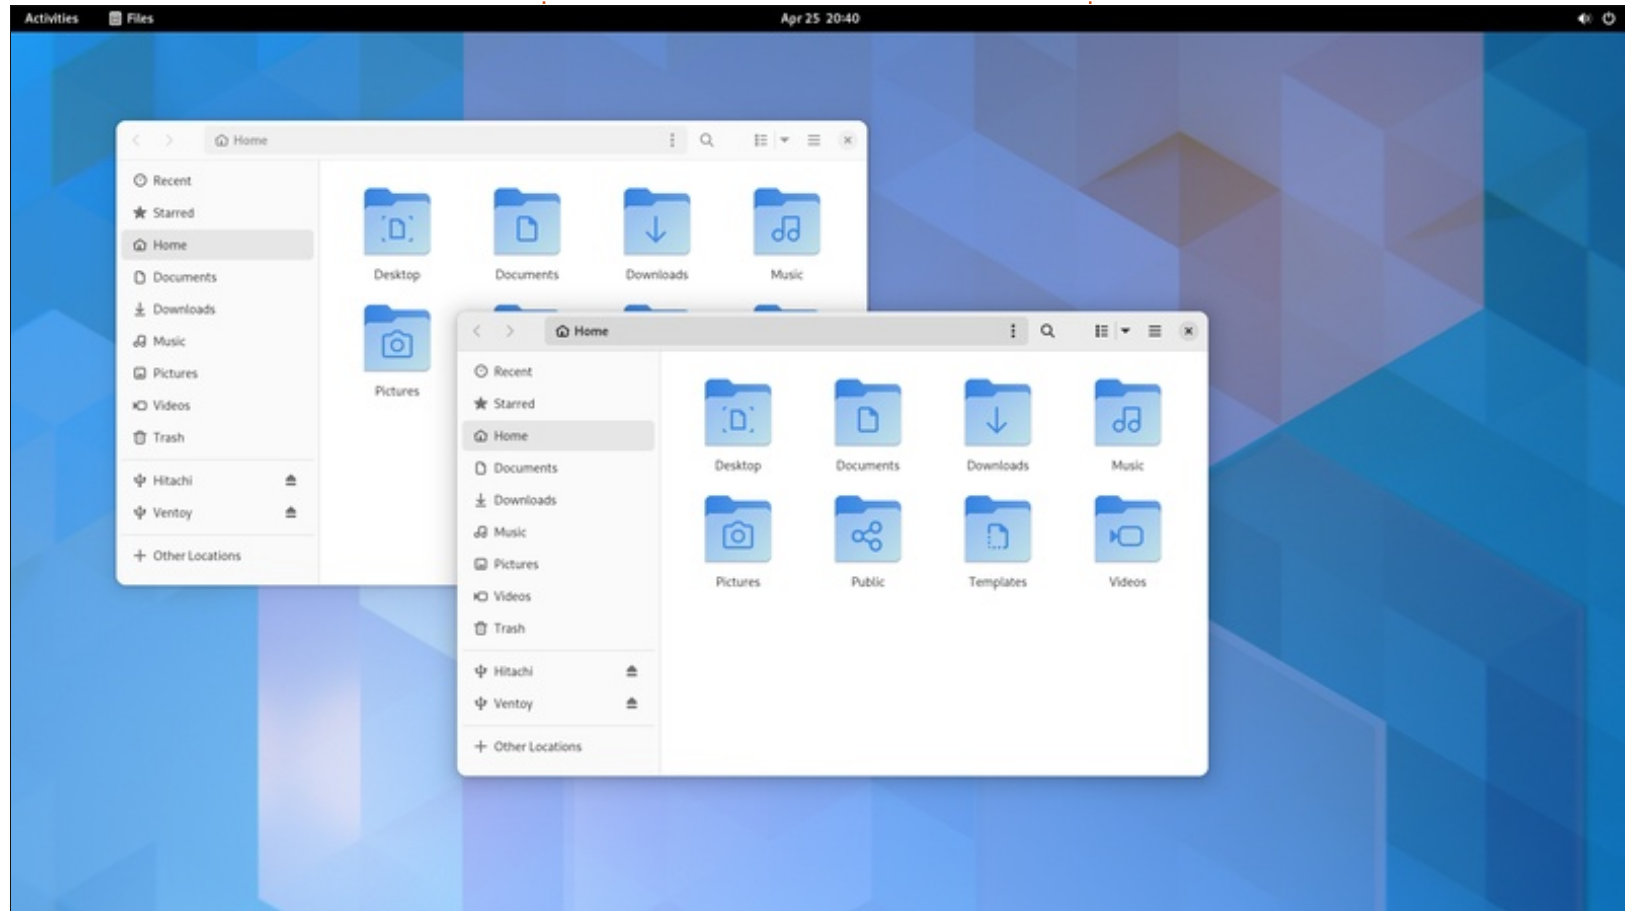 Activities Files Apr 25 20:40
Home
Recent
Starred
Home
Documents
Downloads
Music
Pictures
Videos
Trash
Hitachi
Ventoy
Other Locations
Desktop Documents Downloads Music
Pictures
Home
Recent
Starred
Home
Documents
Downloads
Music
Pictures
Videos
Trash
Hitachi
Ventoy
Other Locations
Desktop Documents Downloads Music
Pictures Public Templates Videos